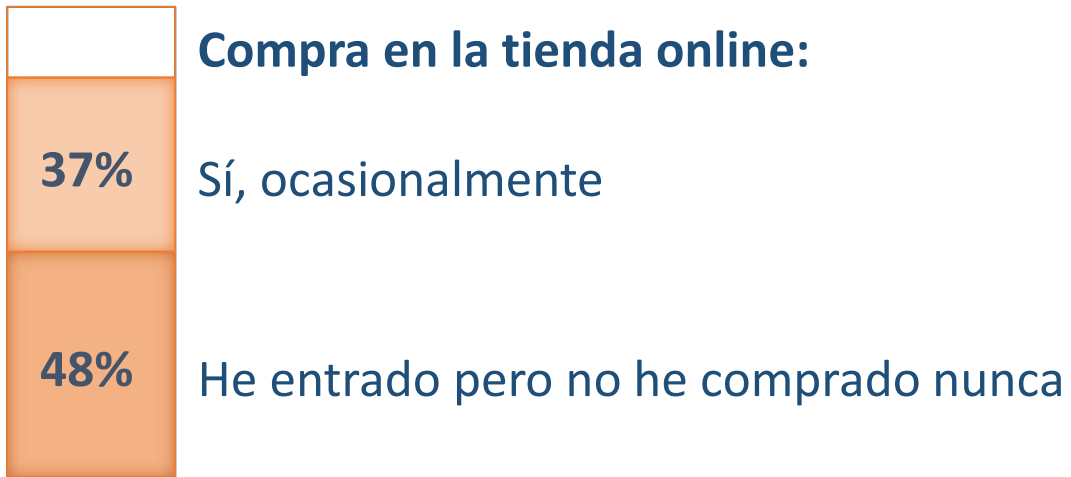 Compra en la tienda online:
37% Sí, ocasionalmente
48% He entrado pero no he comprado nunca